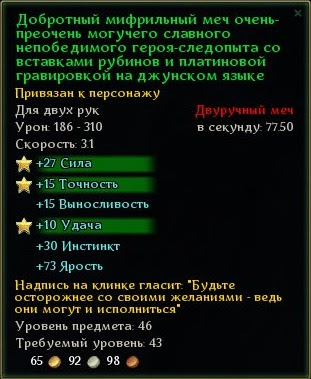 Добротный мифрильный меч очень-
преочень могучего славного
непобедимого героя-следопыта со
вставками рубинов и платиновой
гравировкой на джунском языке
Привязан к персонажу
Для двух рук Двуручный меч
Урон: 186 - 310 в секунду: 77.50
Скорость: 3.1
+27 Сила
+15 Точность
+15 Выносливость
+10 Удача
+30 Инстинкт
+73 Ярость
Надпись на клинке гласит: "Будьте
осторожнее со своими желаниями - ведь
они могут и исполниться"
Уровень предмета: 46
Требуемый уровень: 43
65 92 98